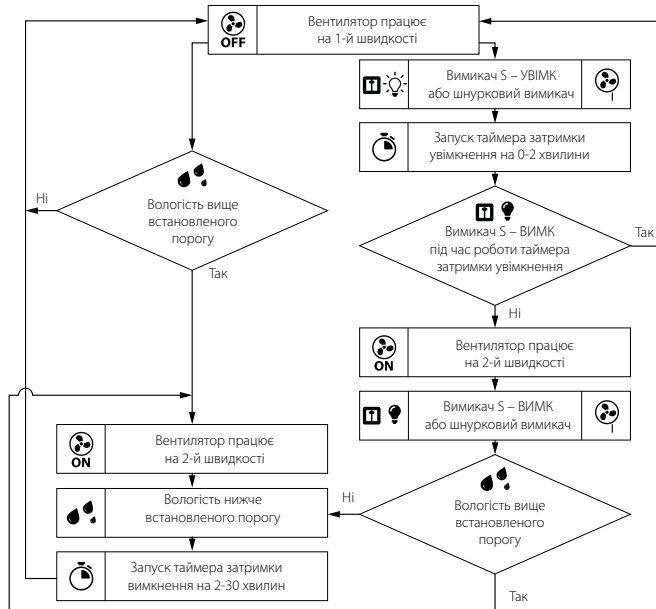 OFF
Вентилятор працює
на 1-й швидкості
Вимикач S – УВІМК
або шнурковий вимикач
Запуск таймера затримки
увімкнення на 0-2 хвилини
Ні
Вологість вище
встановленого
порогу
Так
Вимикач S – ВИМК
під час роботи таймера
затримки увімкнення
Так
Ні
ON
Вентилятор працює
на 2-й швидкості
Вимикач S – ВИМК
або шнурковий вимикач
ON
Вентилятор працює
на 2-й швидкості
Вологість нижче
встановленого порогу
Ні
Вологість вище
встановленого
порогу
Запуск таймера затримки
вимкнення на 2-30 хвилин
Так